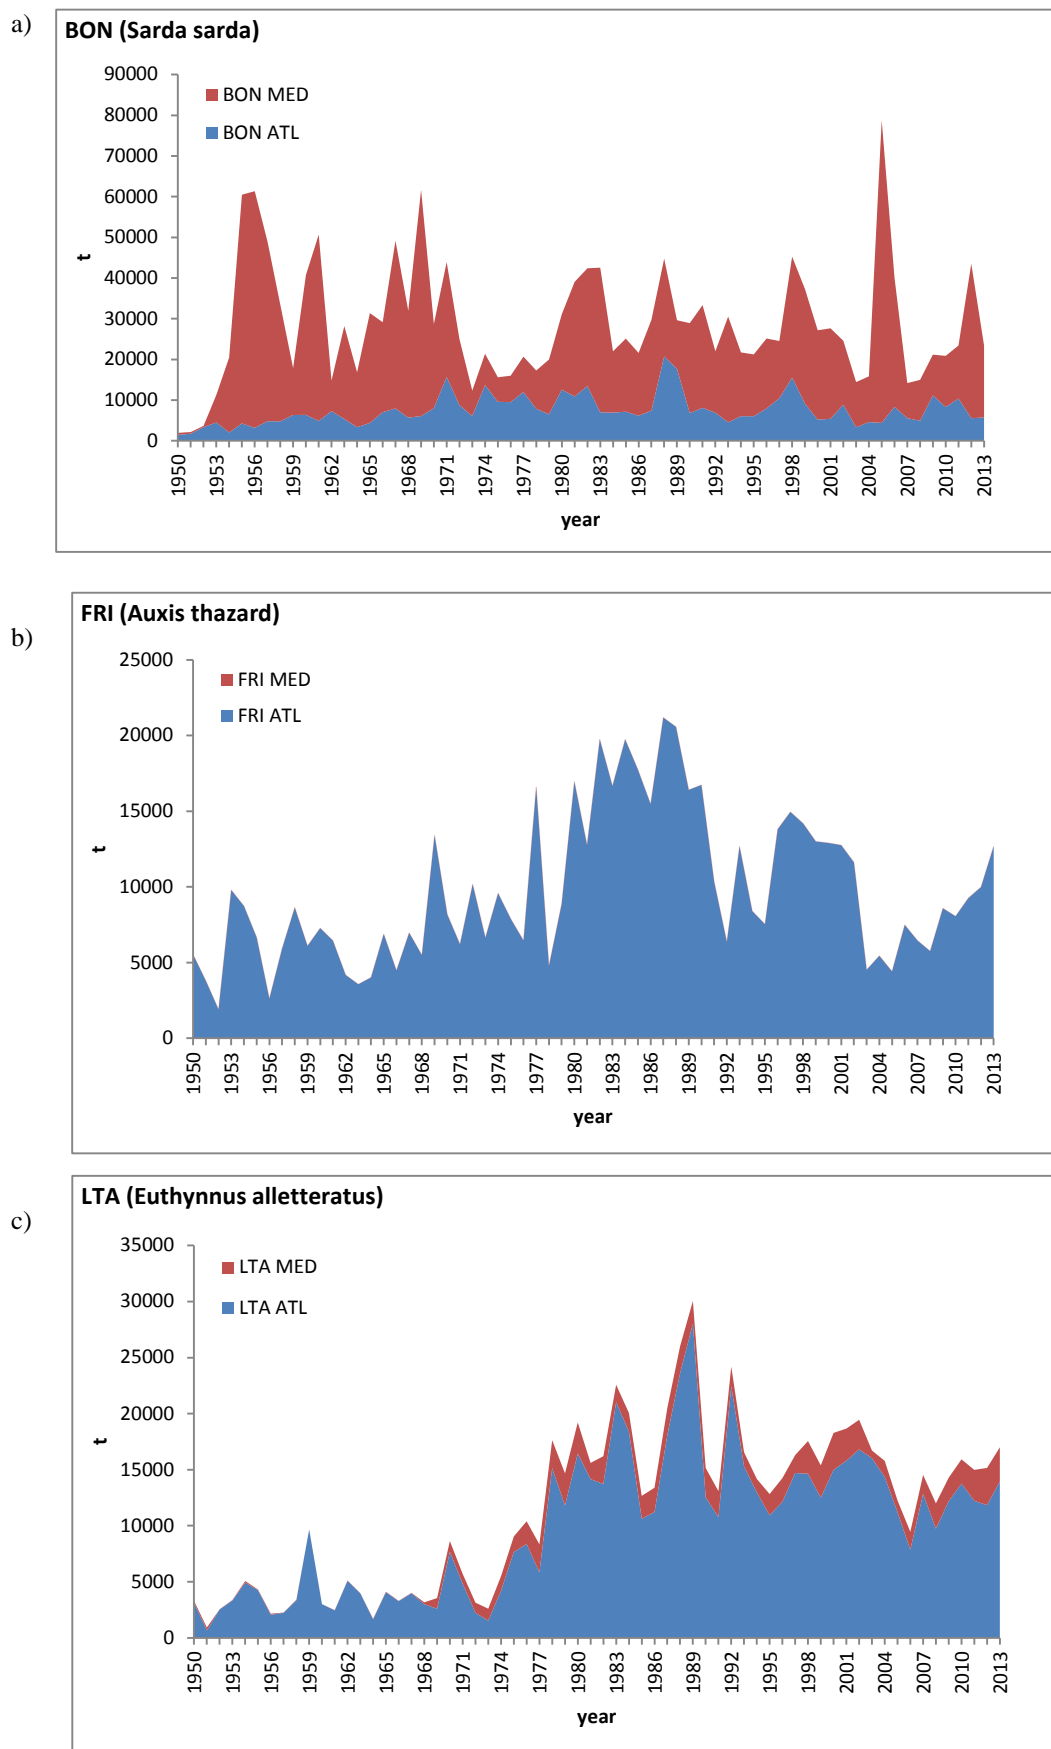 a)
BON (Sarda sarda)
90000
80000
70000
60000
50000
40000
30000
20000
10000
0
t
BON MED
BON ATL
1950 1953 1956 1959 1962 1965 1968 1971 1974 1977 1980 1983 1986 1989 1992 1995 1998 2001 2004 2007 2010 2013
year
b)
FRI (Auxis thazard)
25000
20000
15000
10000
5000
0
t
FRI MED
FRI ATL
1950 1953 1956 1959 1962 1965 1968 1971 1974 1977 1980 1983 1986 1989 1992 1995 1998 2001 2004 2007 2010 2013
year
c)
LTA (Euthynnus alletteratus)
35000
30000
25000
20000
15000
10000
5000
0
t
LTA MED
LTA ATL
1950 1953 1956 1959 1962 1965 1968 1971 1974 1977 1980 1983 1986 1989 1992 1995 1998 2001 2004 2007 2010 2013
year